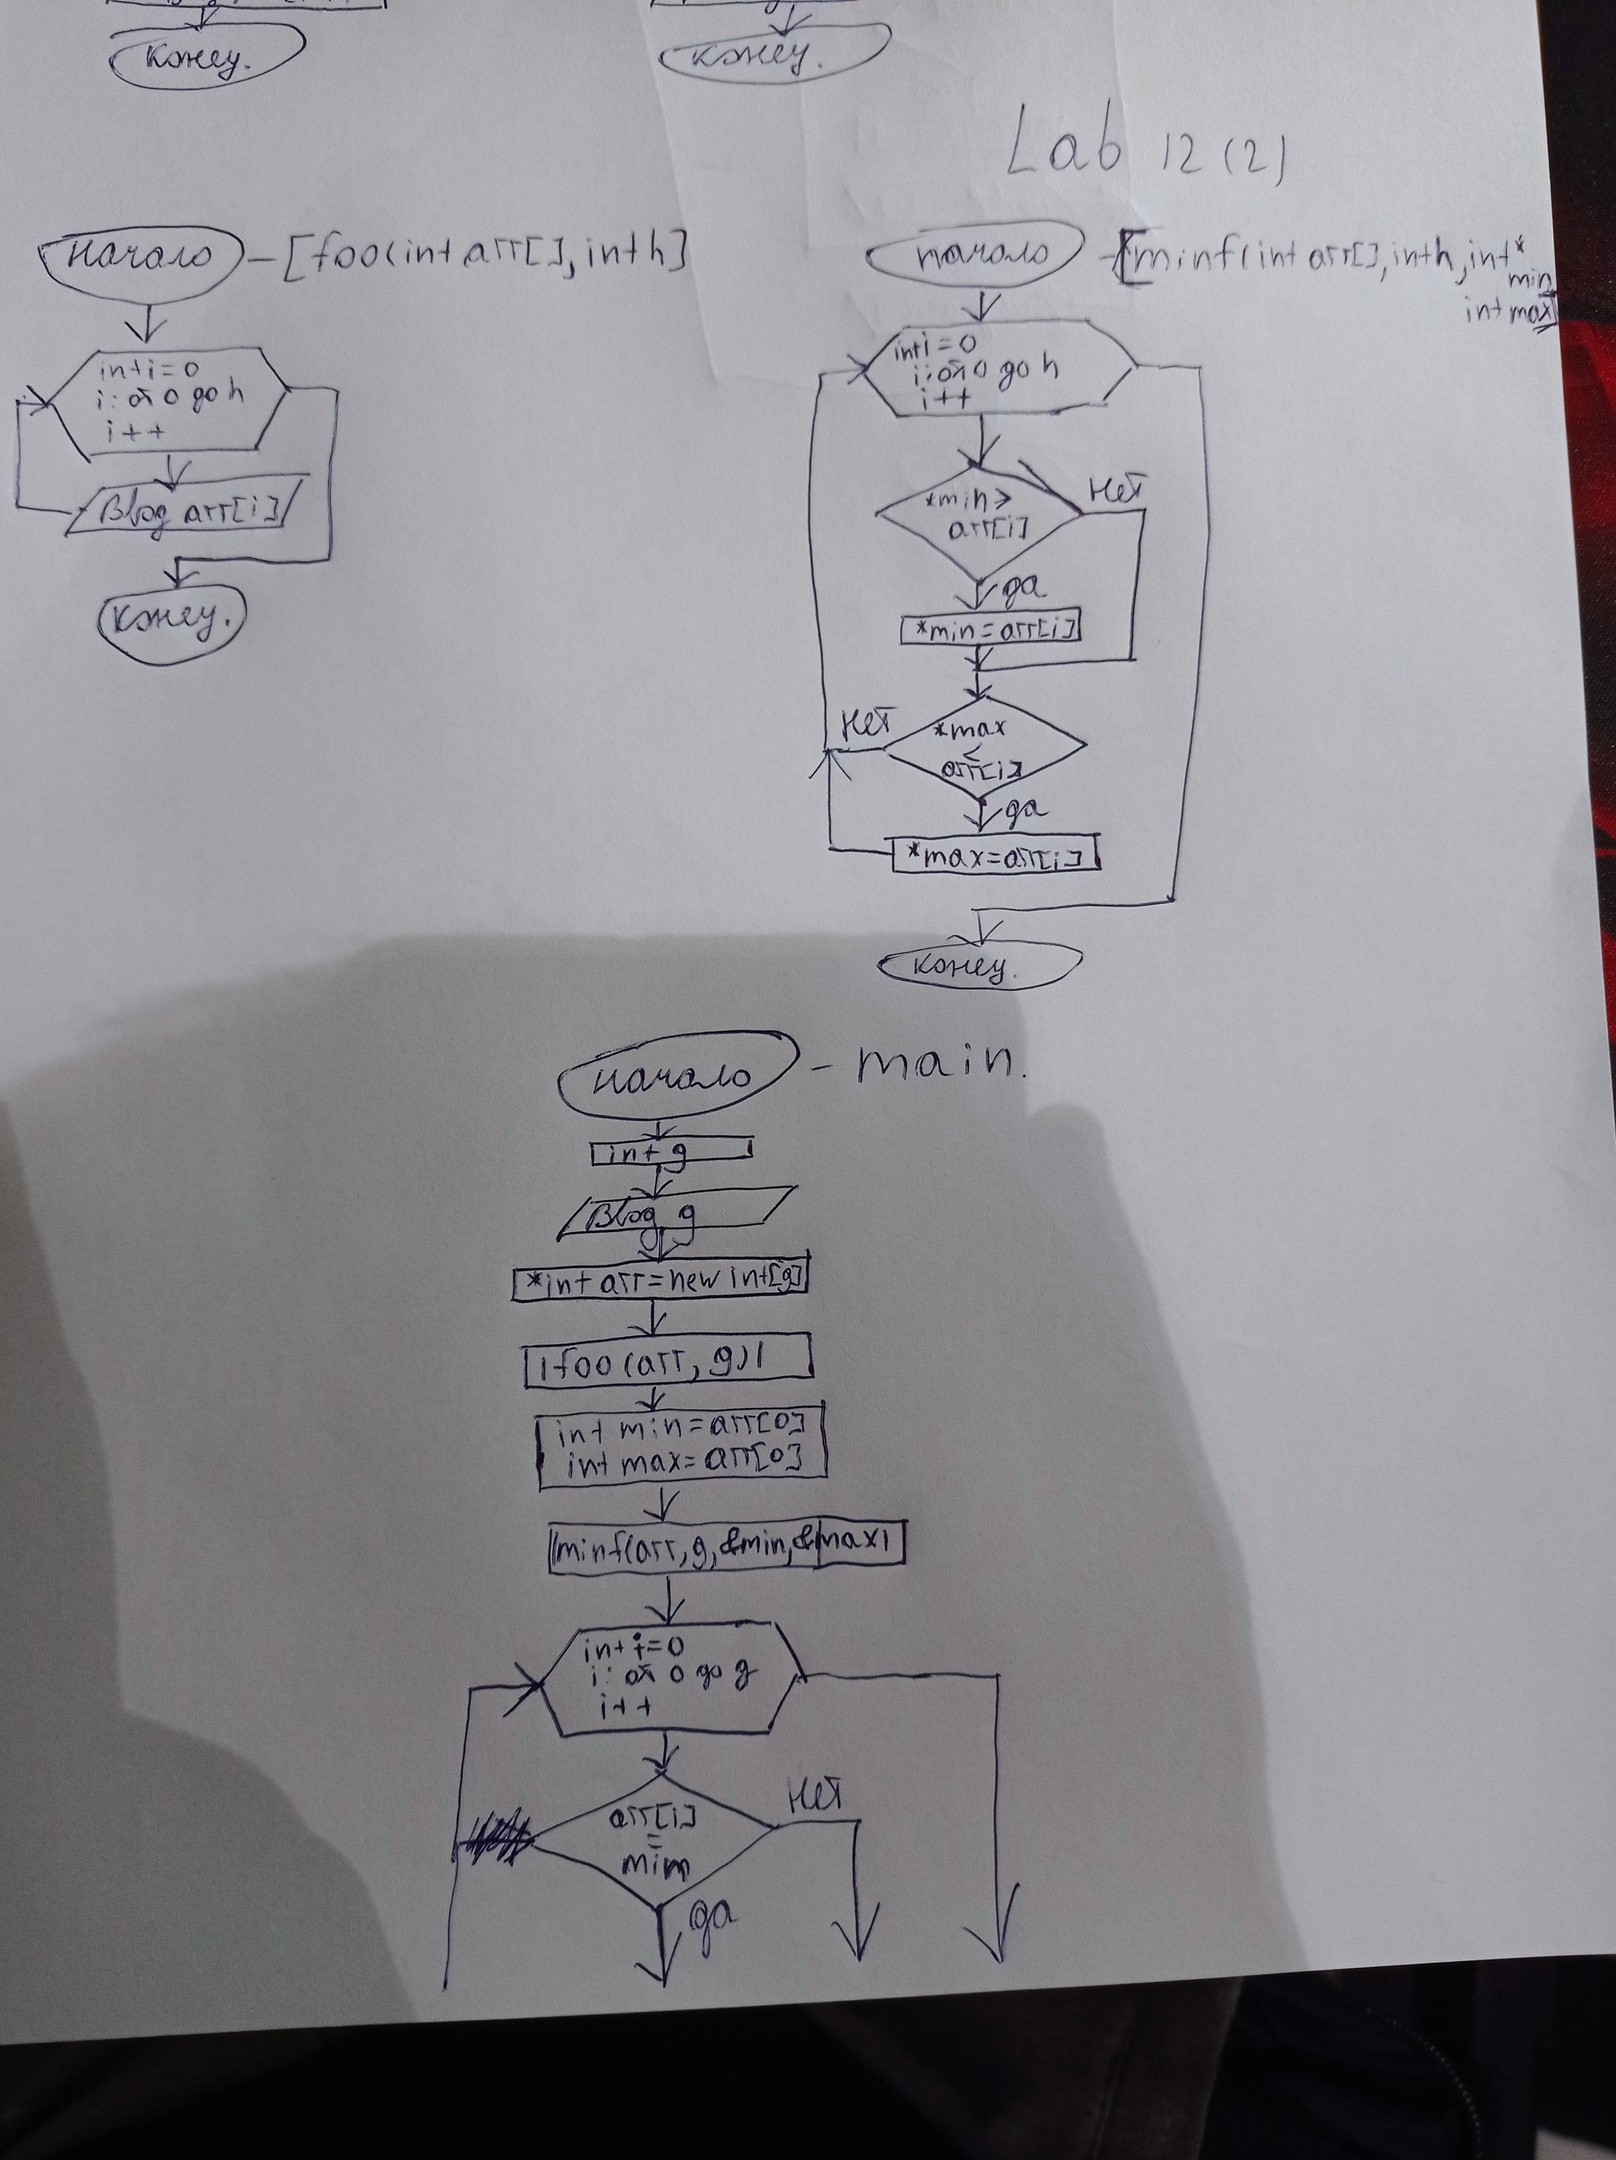 конец.
конец.
Lab 12 (2)
начало - [foo(int arr[], int h]
int i=0
i: от 0 до h
i++
Ввод arr[i]
конец.
начало - [minf(int arr[], int h, int*
min
int max]
int i=0
i: от 0 до h
i++
*min>
arr[i]
нет
да
*min=arr[i]
нет
*max
<
arr[i]
да
*max=arr[i]
конец.
начало - main.
int g
Ввод g
*int arr=new int[g]
|foo(arr, g)|
int min=arr[0]
int max=arr[0]
|minf(arr, g, &min, &max|
int i=0
i: от 0 до g
i++
arr[i]
=
mim
нет
да